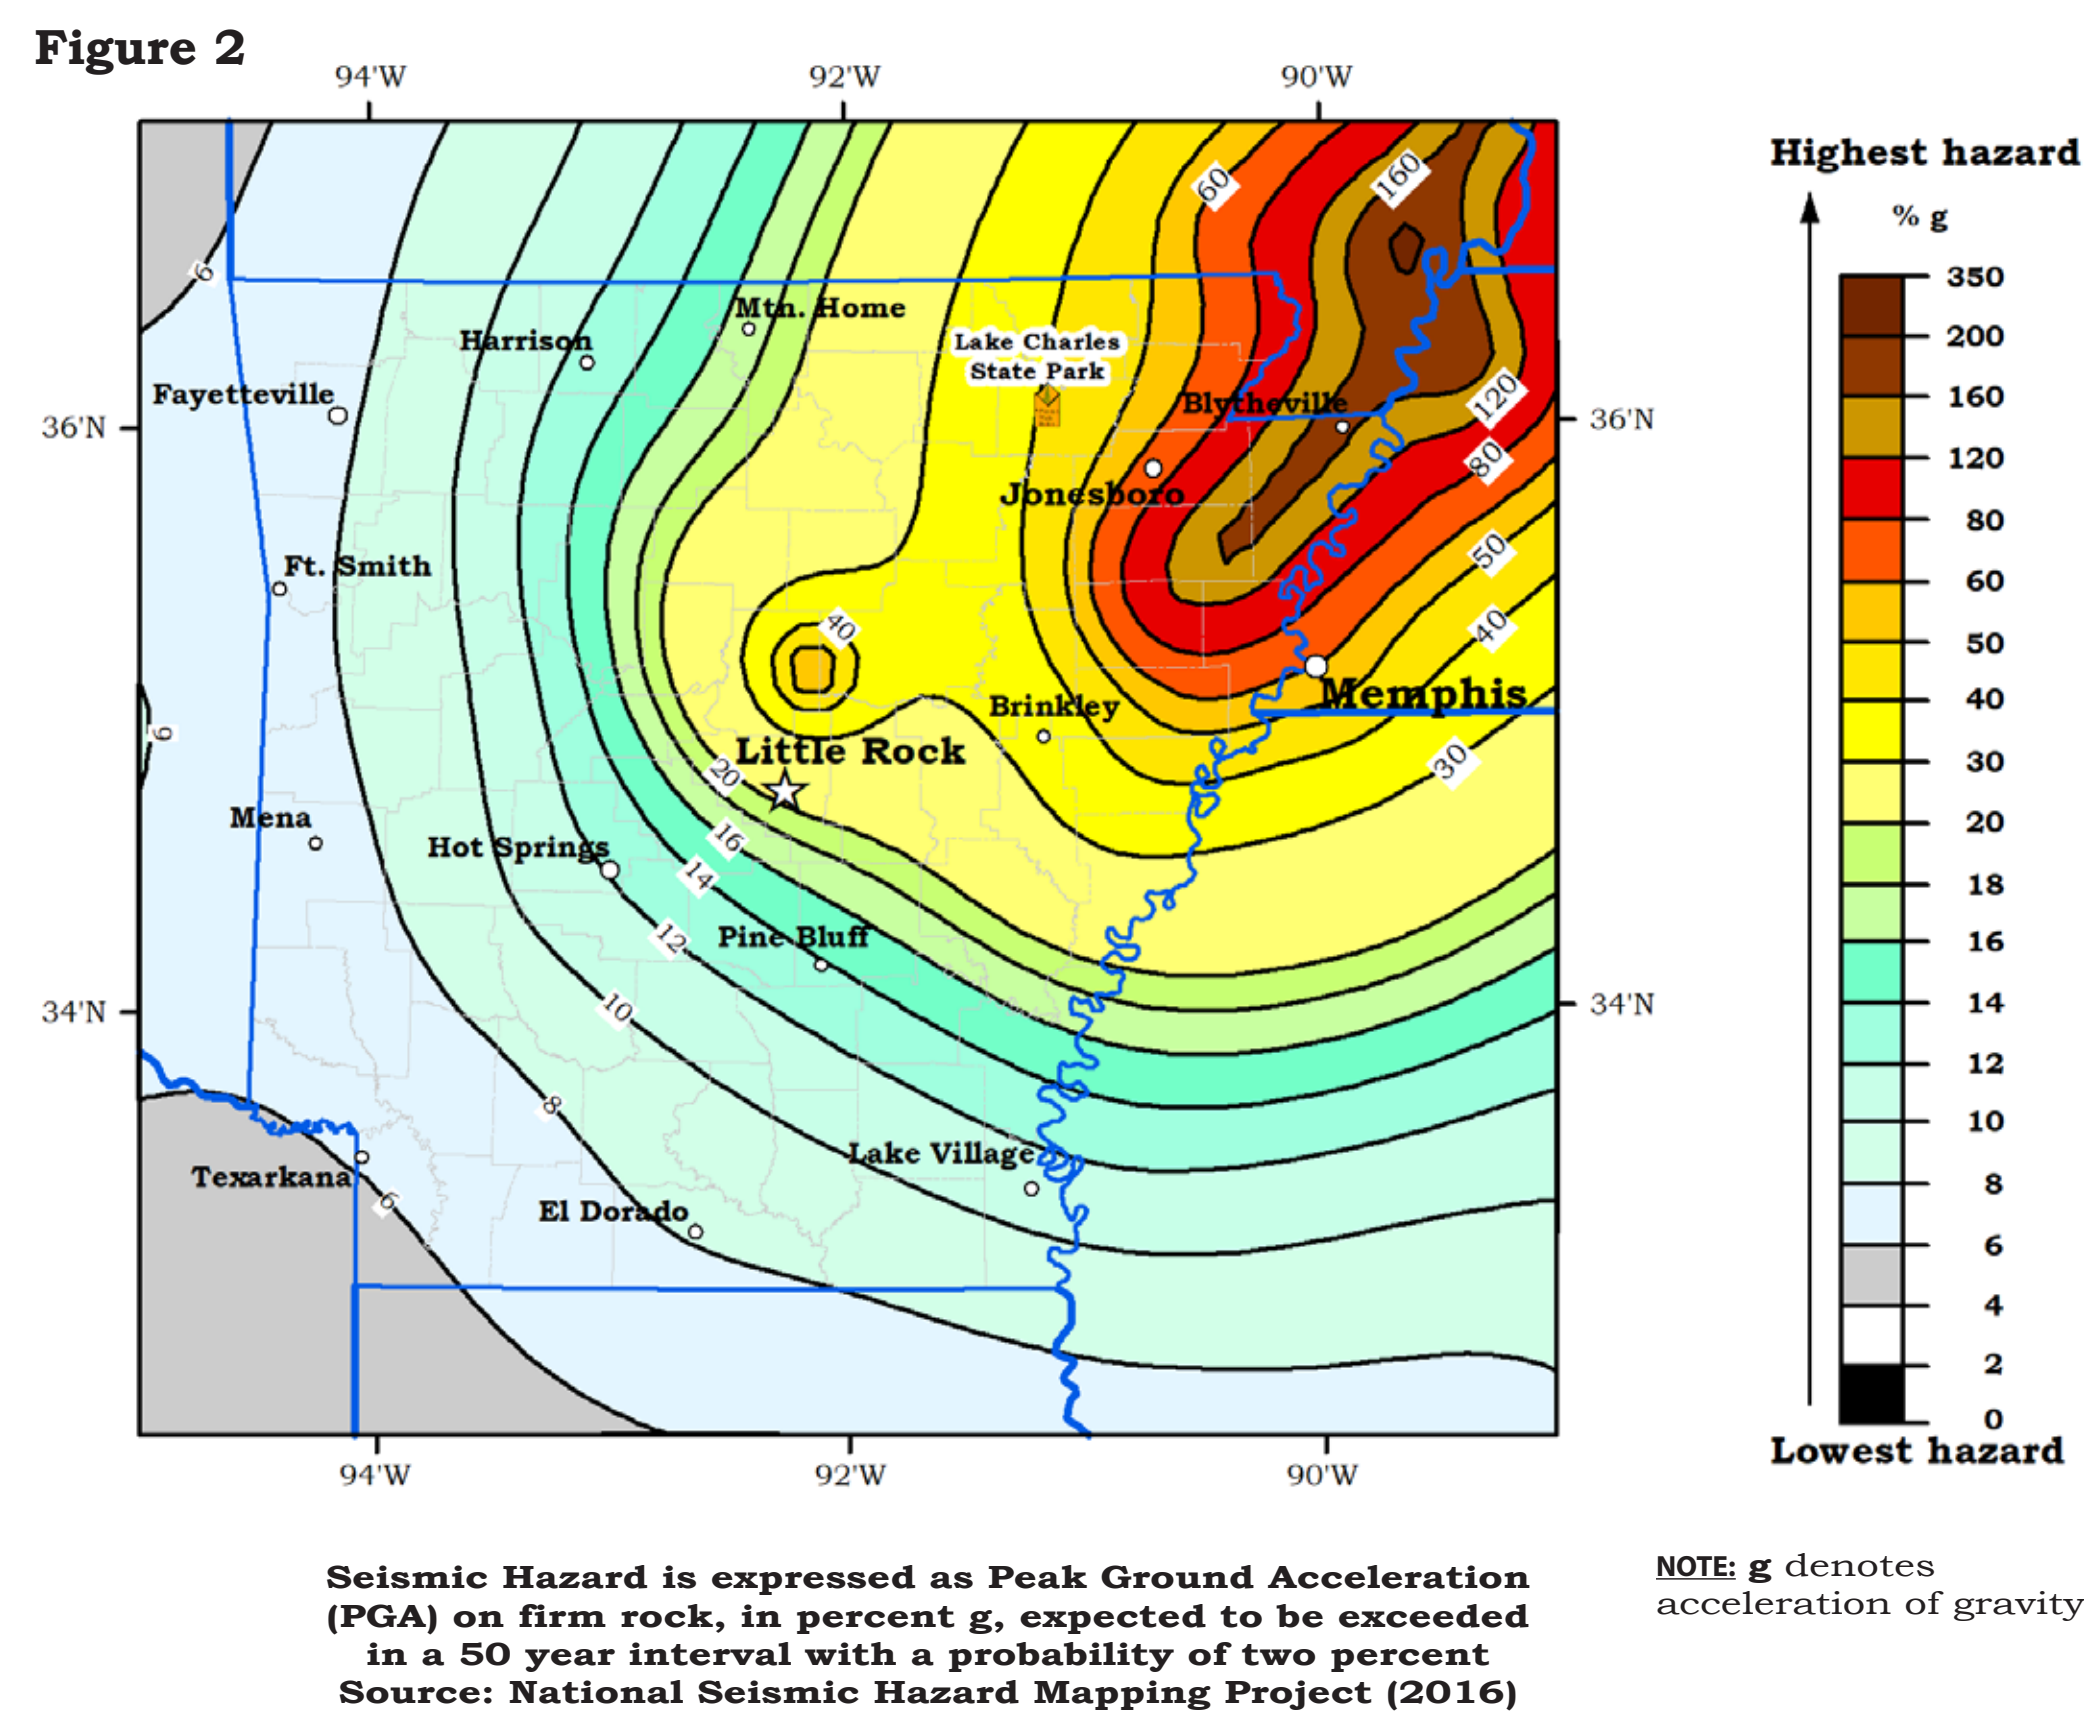 Figure 2
94'W
92'W
90'W
Highest hazard
% g
60
160
6
Mtn. Home
Harrison
Lake Charles
State Park
Fayetteville
Blytheville
120
36'N
36'N
80
Jonesboro
50
Ft. Smith
40
40
Memphis
Brinkley
6
Little Rock
30
20
Mena
16
Hot Springs
14
12
Pine Bluff
10
34'N
34'N
8
Lake Village
Texarkana
6
El Dorado
94'W
92'W
90'W
350
200
160
120
80
60
50
40
30
20
18
16
14
12
10
8
6
4
2
0
Lowest hazard
Seismic Hazard is expressed as Peak Ground Acceleration
(PGA) on firm rock, in percent g, expected to be exceeded
in a 50 year interval with a probability of two percent
Source: National Seismic Hazard Mapping Project (2016)
NOTE: g denotes
acceleration of gravity